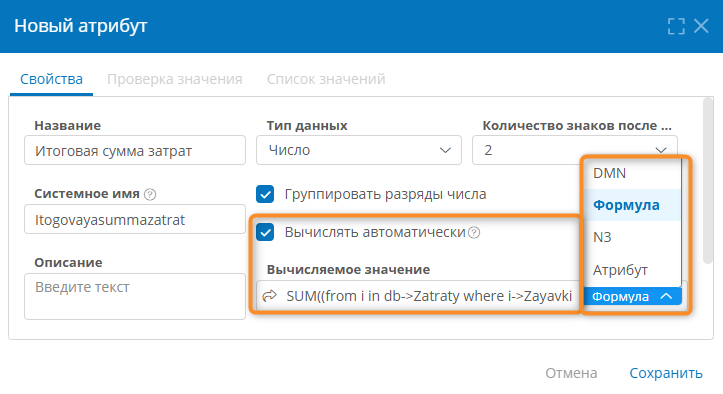 Новый атрибут
Свойства Проверка значения Список значений
Название Тип данных Количество знаков после ...
Итоговая сумма затрат Число 2
Системное имя Группировать разряды числа
Itogovayasummazatrat
Вычислять автоматически
Описание Вычисляемое значение
Введите текст SUM((from i in db->Zatraty where i->Zayavki
DMN
Формула
N3
Атрибут
Формула
Отмена Сохранить